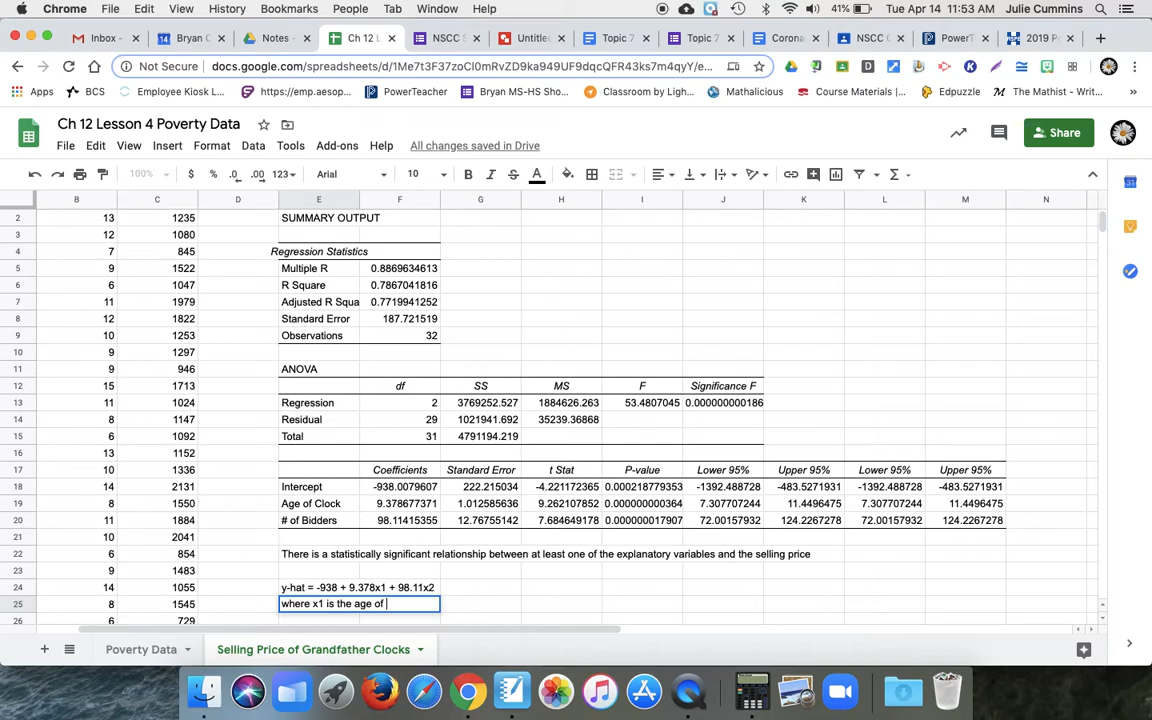 Chrome File Edit View History Bookmarks People Tab Window Help 41% Tue Apr 14 11:53 AM Julie Cummins
Inbox - Bryan C Notes - Ch 12 L NSCC S Untitle Topic 7 Topic 7 Corona NSCC C PowerT 2019 P
Not Secure docs.google.com/spreadsheets/d/1Me7t3F37zoCl0mRvZD9ka949UF9dqcQFR43ks7m4qyY/e...
Apps BCS Employee Kiosk L... https://emp.aesop... PowerTeacher Bryan MS-HS Sho... Classroom by Ligh... Mathalicious Course Materials |... Edpuzzle The Mathist - Writ...
Ch 12 Lesson 4 Poverty Data
File Edit View Insert Format Data Tools Add-ons Help All changes saved in Drive
Share
100% $ % .0 .00 123 Arial 10 B I S A
B C D E F G H I J K L M N
2 13 1235 SUMMARY OUTPUT
3 12 1080
4 7 845 Regression Statistics
5 9 1522 Multiple R 0.8869634613
6 6 1047 R Square 0.7867041816
7 11 1979 Adjusted R Squa 0.7719941252
8 12 1822 Standard Error 187.721519
9 10 1253 Observations 32
10 9 1297
11 9 946 ANOVA
12 15 1713 df SS MS F Significance F
13 11 1024 Regression 2 3769252.527 1884626.263 53.4807045 0.000000000186
14 8 1147 Residual 29 1021941.692 35239.36868
15 6 1092 Total 31 4791194.219
16 13 1152
17 10 1336 Coefficients Standard Error t Stat P-value Lower 95% Upper 95% Lower 95% Upper 95%
18 14 2131 Intercept -938.0079607 222.215034 -4.221172365 0.000218779353 -1392.488728 -483.5271931 -1392.488728 -483.5271931
19 8 1550 Age of Clock 9.378677371 1.012585636 9.262107852 0.000000000364 7.307707244 11.4496475 7.307707244 11.4496475
20 11 1884 # of Bidders 98.11415355 12.76755142 7.684649178 0.000000017907 72.00157932 124.2267278 72.00157932 124.2267278
21 10 2041
22 6 854 There is a statistically significant relationship between at least one of the explanatory variables and the selling price
23 9 1483
24 14 1055 y-hat = -938 + 9.378x1 + 98.11x2
25 8 1545 where x1 is the age of
26 6 729
Poverty Data Selling Price of Grandfather Clocks